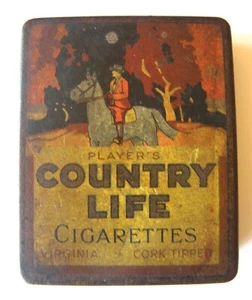 PLAYER'S
COUNTRY
LIFE
CIGARETTES
VIRGINIA & CORK TIPPED